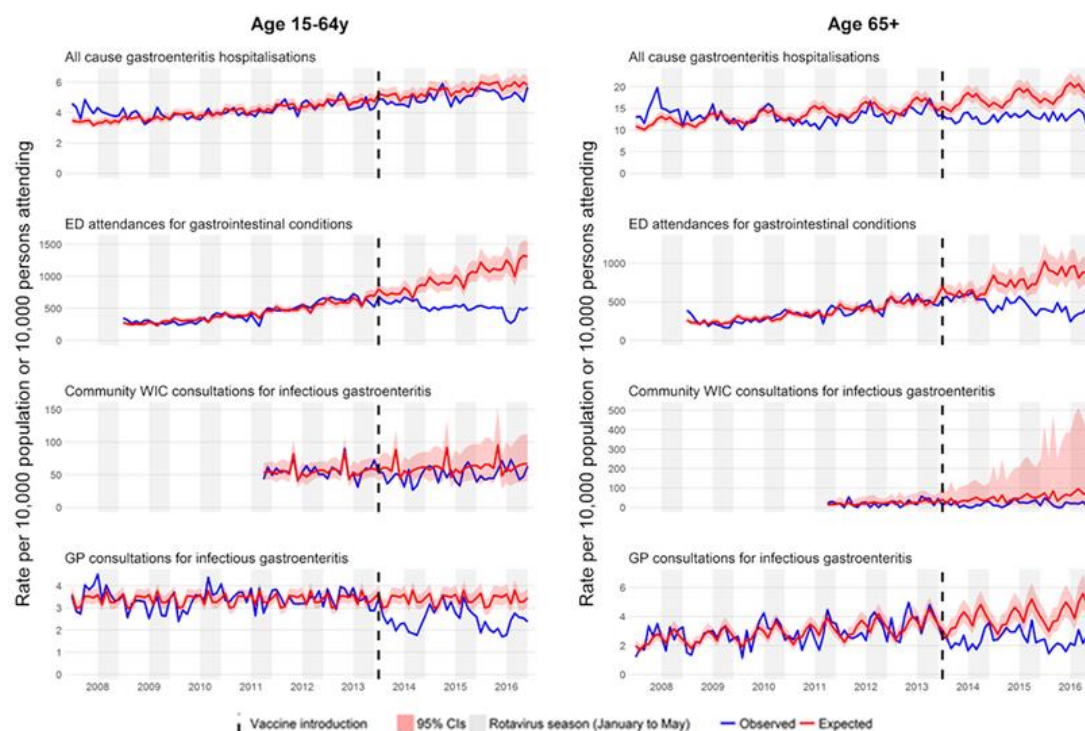 Age 15-64y
Age 65+
Rate per 10,000 population or 10,000 persons attending
All cause gastroenteritis hospitalisations
6
4
2
0
ED attendances for gastrointestinal conditions
1500
1000
500
0
Community WIC consultations for infectious gastroenteritis
150
100
50
0
GP consultations for infectious gastroenteritis
4
3
2
1
0
2008 2009 2010 2011 2012 2013 2014 2015 2016
Rate per 10,000 population or 10,000 persons attending
All cause gastroenteritis hospitalisations
20
15
10
5
0
ED attendances for gastrointestinal conditions
1000
500
0
Community WIC consultations for infectious gastroenteritis
500
400
300
200
100
0
GP consultations for infectious gastroenteritis
6
4
2
0
2008 2009 2010 2011 2012 2013 2014 2015 2016
Vaccine introduction 95% CIs Rotavirus season (January to May) Observed Expected